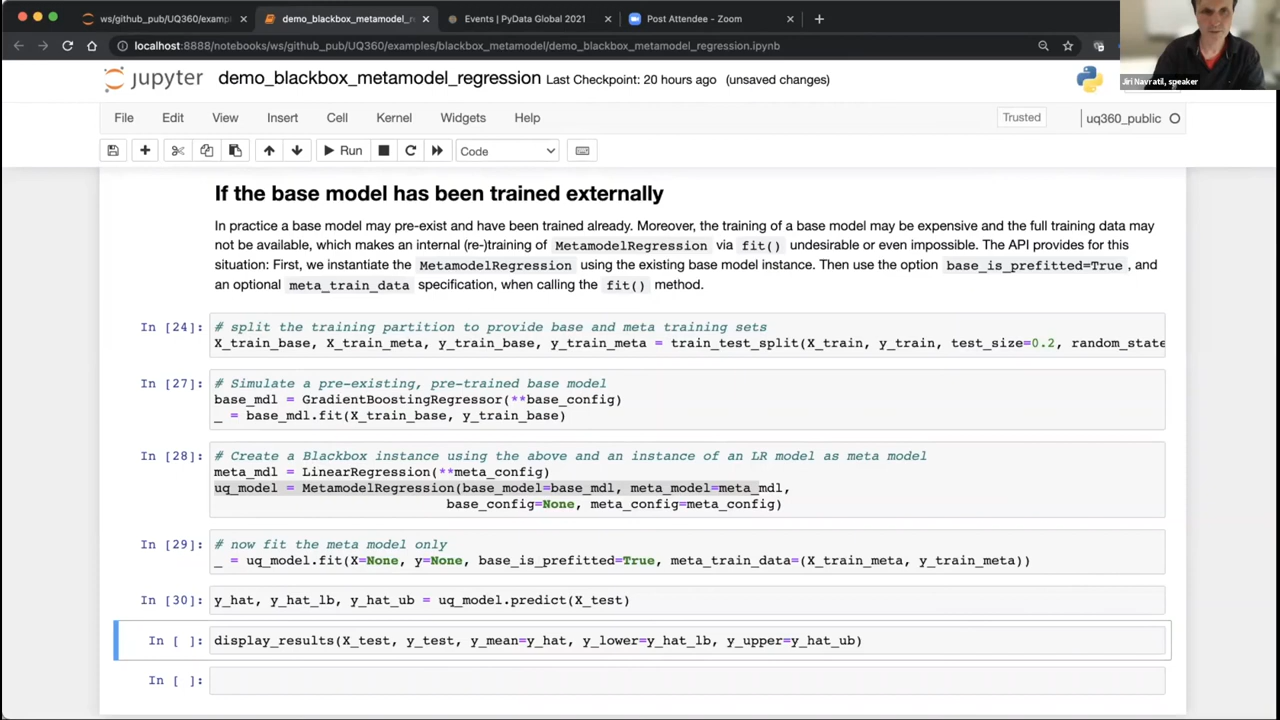 ws/github_pub/UQ360/exampl
demo_blackbox_metamodel_re
Events | PyData Global 2021
Post Attendee - Zoom
localhost:8888/notebooks/ws/github_pub/UQ360/examples/blackbox_metamodel/demo_blackbox_metamodel_regression.ipynb
Jiri Navratil, speaker
jupyter demo_blackbox_metamodel_regression Last Checkpoint: 20 hours ago (unsaved changes)
File Edit View Insert Cell Kernel Widgets Help
Trusted
uq360_public
Run
Code
If the base model has been trained externally
In practice a base model may pre-exist and have been trained already. Moreover, the training of a base model may be expensive and the full training data may
not be available, which makes an internal (re-)training of MetamodelRegression via fit() undesirable or even impossible. The API provides for this
situation: First, we instantiate the MetamodelRegression using the existing base model instance. Then use the option base_is_prefitted=True , and
an optional meta_train_data specification, when calling the fit() method.
In [24]: # split the training partition to provide base and meta training sets
X_train_base, X_train_meta, y_train_base, y_train_meta = train_test_split(X_train, y_train, test_size=0.2, random_state
In [27]: # Simulate a pre-existing, pre-trained base model
base_mdl = GradientBoostingRegressor(**base_config)
_ = base_mdl.fit(X_train_base, y_train_base)
In [28]: # Create a Blackbox instance using the above and an instance of an LR model as meta model
meta_mdl = LinearRegression(**meta_config)
uq_model = MetamodelRegression(base_model=base_mdl, meta_model=meta_mdl,
base_config=None, meta_config=meta_config)
In [29]: # now fit the meta model only
_ = uq_model.fit(X=None, y=None, base_is_prefitted=True, meta_train_data=(X_train_meta, y_train_meta))
In [30]: y_hat, y_hat_lb, y_hat_ub = uq_model.predict(X_test)
In [ ]: display_results(X_test, y_test, y_mean=y_hat, y_lower=y_hat_lb, y_upper=y_hat_ub)
In [ ]: